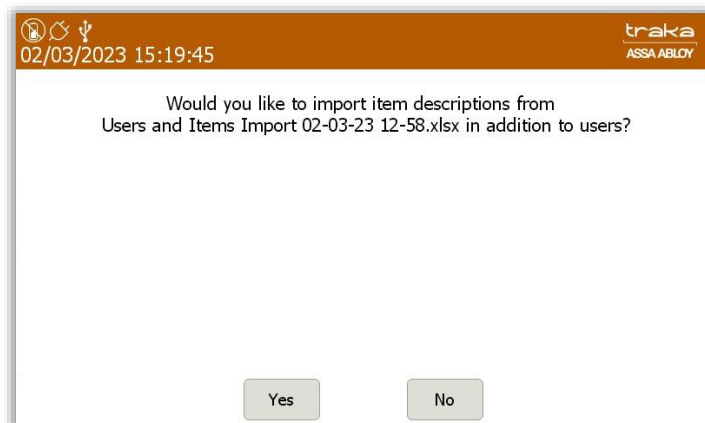 traka
02/03/2023 15:19:45
ASSA ABLOY
Would you like to import item descriptions from
Users and Items Import 02-03-23 12-58.xlsx in addition to users?
Yes
No